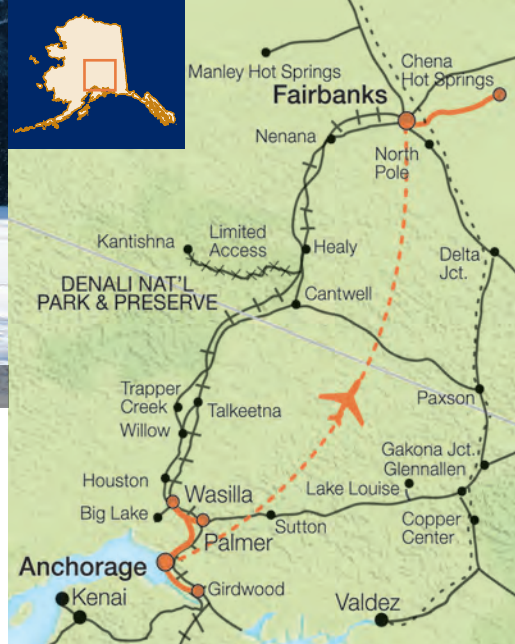 Manley Hot Springs
Chena
Hot Springs
Fairbanks
Nenana
North
Pole
Kantishna
Limited
Access
Healy
Delta
Jct.
DENALI NAT'L
PARK & PRESERVE
Cantwell
Trapper
Creek
Talkeetna
Paxson
Willow
Gakona Jct.
Glennallen
Houston
Wasilla
Lake Louise
Big Lake
Sutton
Palmer
Copper
Center
Anchorage
Girdwood
Kenai
Valdez